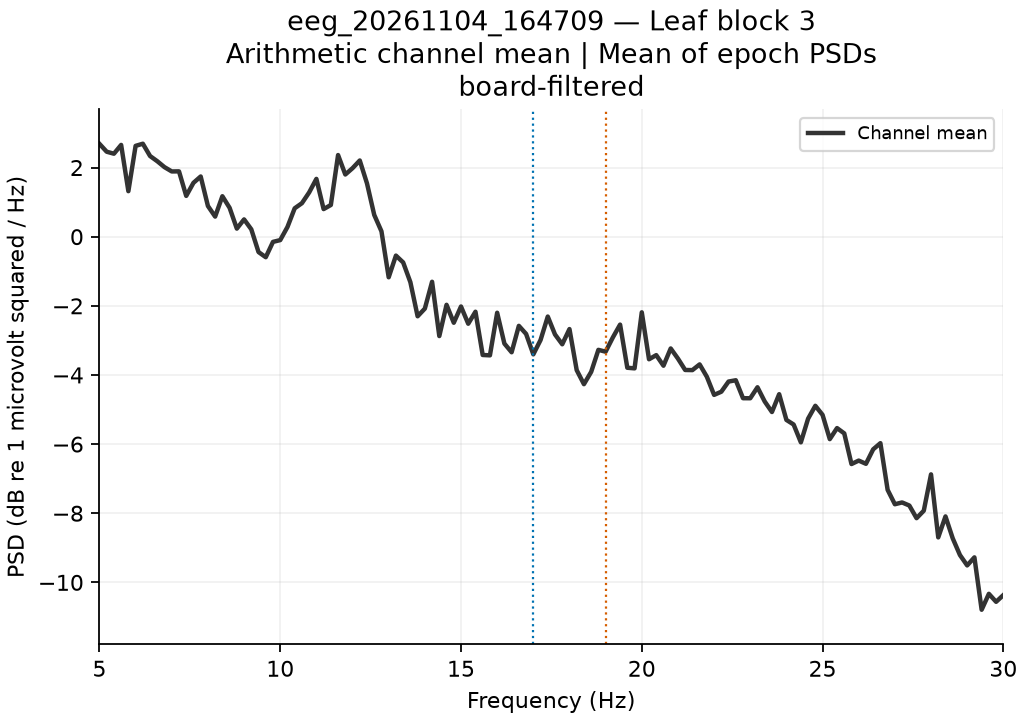 eeg_20261104_164709 — Leaf block 3
Arithmetic channel mean | Mean of epoch PSDs
board-filtered
Channel mean
PSD (dB re 1 microvolt squared / Hz)
2
0
−2
−4
−6
−8
−10
5
10
15
20
25
30
Frequency (Hz)